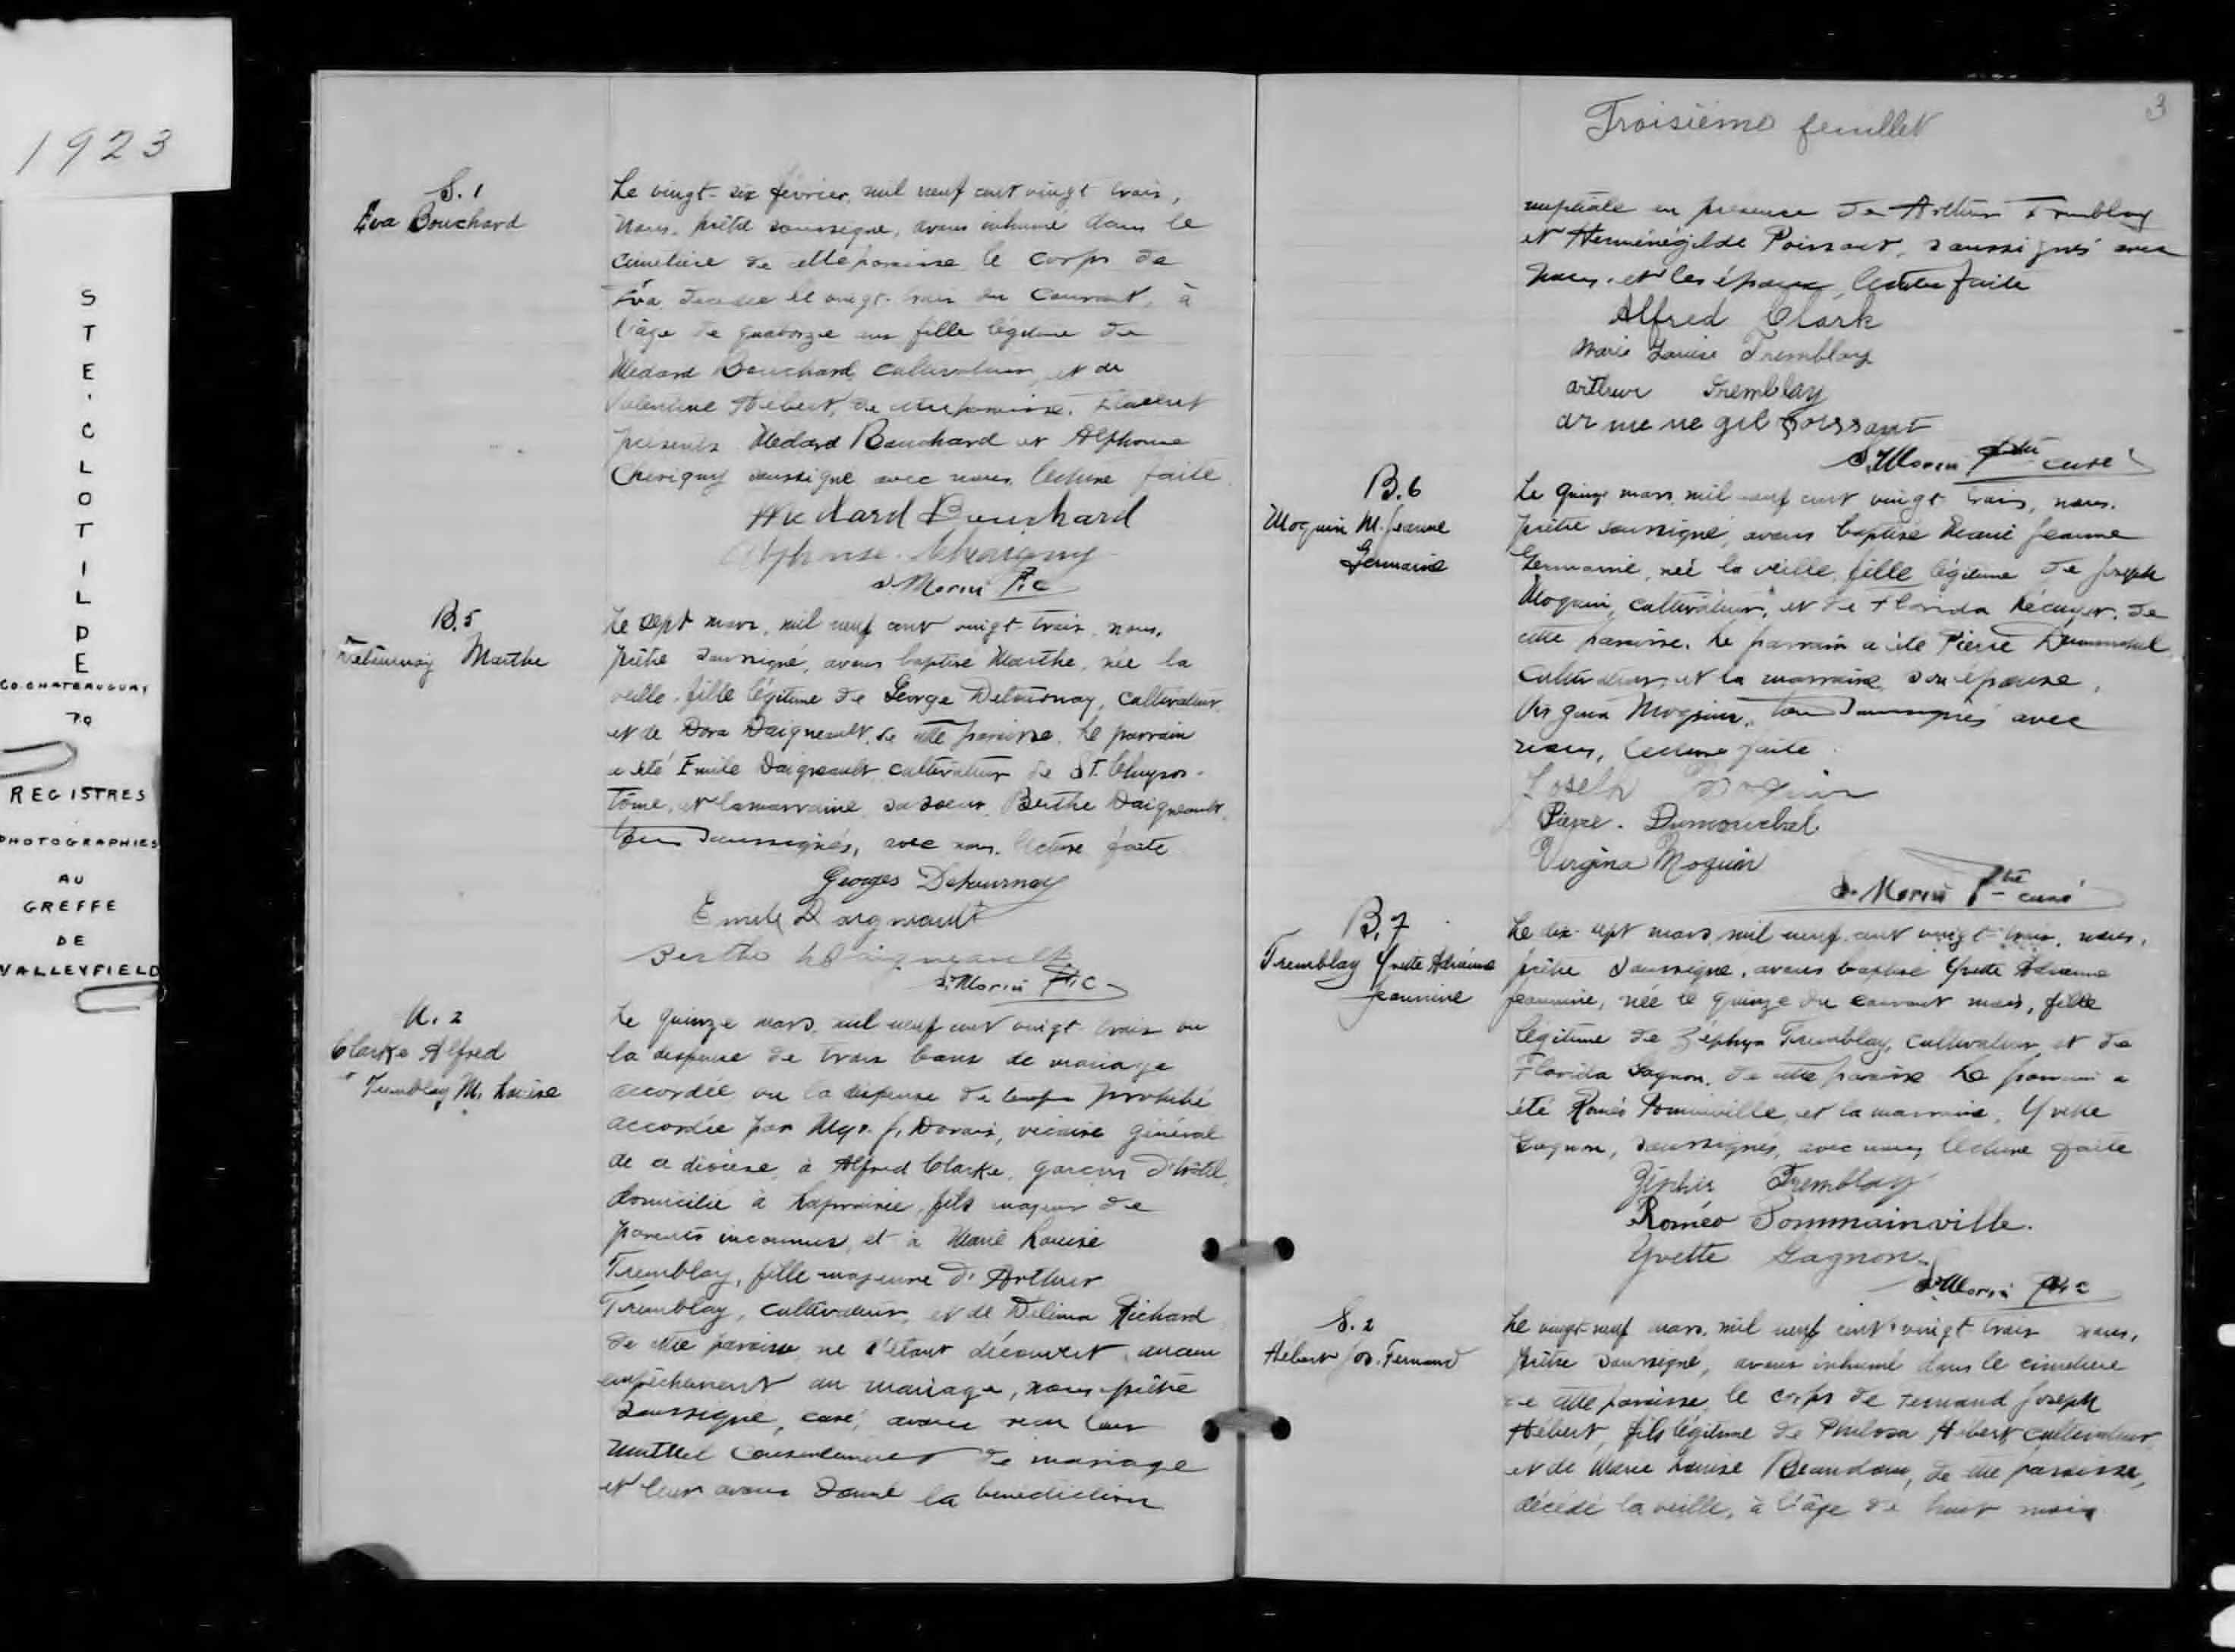 1923
STE. CLOTILDE
CO. CHATEAUGUAY
P.Q
REGISTRES
PHOTOGRAPHIES
AU
GREFFE
DE
VALLEYFIELD
S. 1
Eva Bouchard
Le vingt-six février, mil neuf cent vingt-trois,
nous, prêtre soussigné, avons inhumé dans le
cimetière de cette paroisse le corps de
Eva décédée le vingt-trois du courant, à
l'âge de quatorze ans fille légitime de
Médard Bouchard, cultivateur, et de
Valentine Hébert, de cette paroisse. Etaient
présents Médard Bouchard et Alphonse
Chevigny soussigné avec nous, lecture faite.
Médard Bouchard
Alphonse Chevigny
Morin P.c
B. 5
Detournay Marthe
Le sept mars, mil neuf cent vingt-trois, nous,
prêtre soussigné, avons baptisé Marthe, née la
veille, fille légitime de George Detournay, cultivateur
et de Dora Daigneault, de cette paroisse. Le parrain
a été Emile Daigneault cultivateur de St. Chrysos-
tôme, et la marraine sa soeur Berthe Daigneault,
soussignés, avec nous, lecture faite
Georges Detournay
Emile Daigneault
Berthe Daigneault
Morin Ptre C
M. 2
Clarke Alfred
Tremblay M. Louise
Le quinze mars, mil neuf cent vingt-trois vu
la dispense de trois bans de mariage
accordée vu la dispense de temps prohibé
accordée par Mgr. J. Dorais, vicaire général
de ce diocèse, à Alfred Clarke, garçon d'hôtel,
domicilié à Laprairie, fils majeur de
parents inconnus, et à Marie Louise
Tremblay, fille majeure d'Arthur
Tremblay, cultivateur, et de Délima Richard
de cette paroisse, ne s'étant découvert, aucun
empêchement au mariage, nous prêtre
soussigné, curé, avons reçu leur
mutuel consentement de mariage
et leur avons donné la bénédiction
Troisième feuillet
3
nuptiale en présence de Arthur Tremblay
et Herménégilde Poissant, soussignés avec
nous, et les époux, lecture faite
Alfred Clark
Marie Louise Tremblay
Arthur Tremblay
ar me ne gil Poissant
Morin Ptre curé
B. 6
Moquin M. Jeanne
Germaine
Le quinze mars, mil neuf cent vingt-trois, nous,
prêtre soussigné, avons baptisé Marie Jeanne
Germaine, née la veille, fille légitime de Joseph
Moquin, cultivateur, et de Florida Lécuyer, de
cette paroisse. Le parrain a été Pierre Dumouchel
cultivateur, et la marraine, son épouse,
Virginia Moquin, soussignés avec
nous, lecture faite.
Joseph Moquin
Pierre Dumouchel
Virgina Moquin
Morin Ptre curé
B. 7
Tremblay Yvette Adrienne
Jeannine
Le dix-sept mars, mil neuf cent vingt-trois, nous,
prêtre soussigné, avons baptisé Yvette Adrienne
Jeannine, née le quinze du courant mois, fille
légitime de Zéphyr Tremblay, cultivateur, et de
Florida Gagnon, de cette paroisse. Le parrain a
été Roméo Pominville, et la marraine, Yvette
Gagnon, soussignés, avec nous, lecture faite
Zéphir Tremblay
Roméo Pommainville.
Yvette Gagnon
Morin Ptre c
S. 2
Hébert Jos. Fernand
Le vingt-neuf mars, mil neuf cent vingt-trois nous,
prêtre soussigné, avons inhumé dans le cimetière
de cette paroisse, le corps de Fernand Joseph
Hébert, fils légitime de Philosa Hébert cultivateur
et de Marie Louise Beaudin, de cette paroisse,
décédé la veille, à l'âge de huit mois